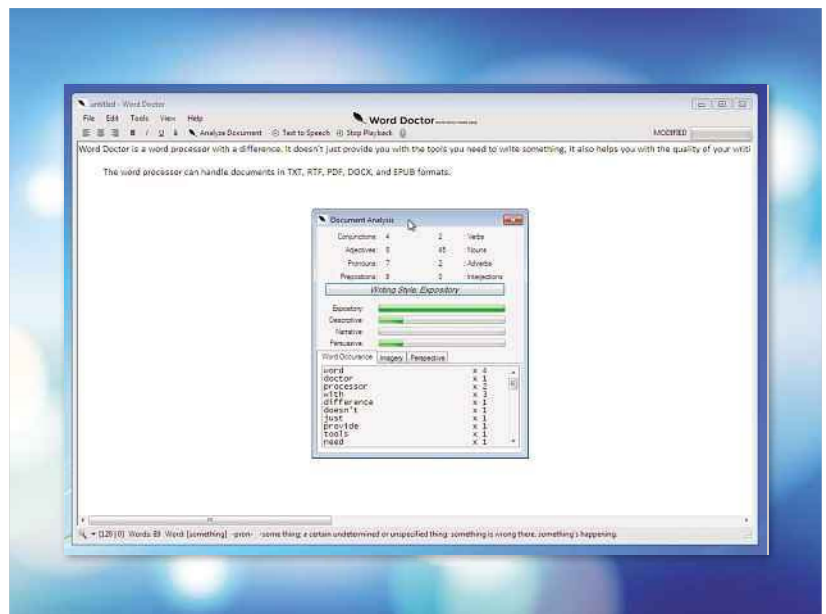 untitled - Word Doctor
File Edit Tools View Help
Word Doctor
B I U Analyze Document Text to Speech Stop Playback MODIFIED
Word Doctor is a word processor with a difference. It doesn't just provide you with the tools you need to write something, it also helps you with the quality of your writi
The word processor can handle documents in TXT, RTF, PDF, DOCX, and EPUB formats.
Document Analysis
Conjunctions 4 2 Verbs
Adjectives 45 Nouns
Pronouns 7 2 Adverbs
Prepositions 0 Interjections
Writing Style: Expository
Expository:
Descriptive:
Narrative:
Persuasive:
Word Occurance Imagery Perspective
word x 4
doctor x 1
processor x 2
with x 3
difference x 1
doesn't x 1
just x 1
provide x 1
tools x 1
need x 1
[120|0] Words: 89 Word: [something] -pron- -some thing; a certain undetermined or unspecified thing: something is wrong there, something's happening.